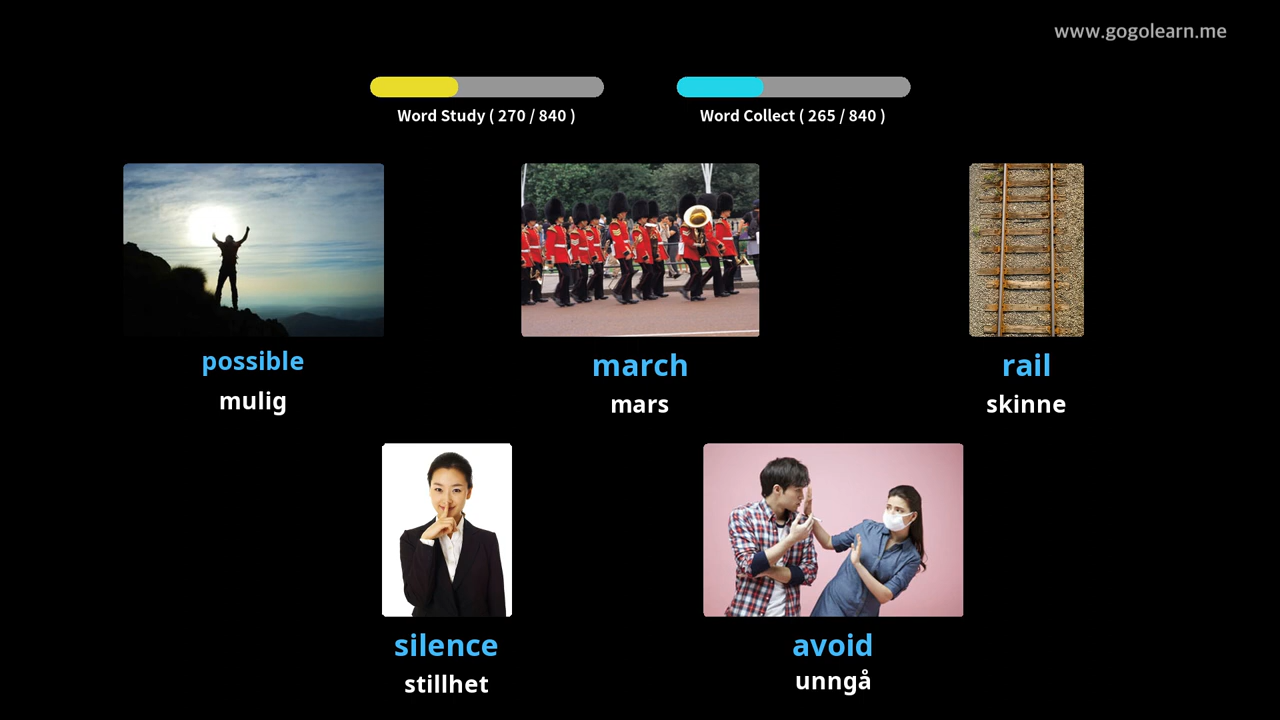 www.gogolearn.me
Word Study ( 270 / 840 )
Word Collect ( 265 / 840 )
possible
mulig
march
mars
rail
skinne
silence
stillhet
avoid
unngå